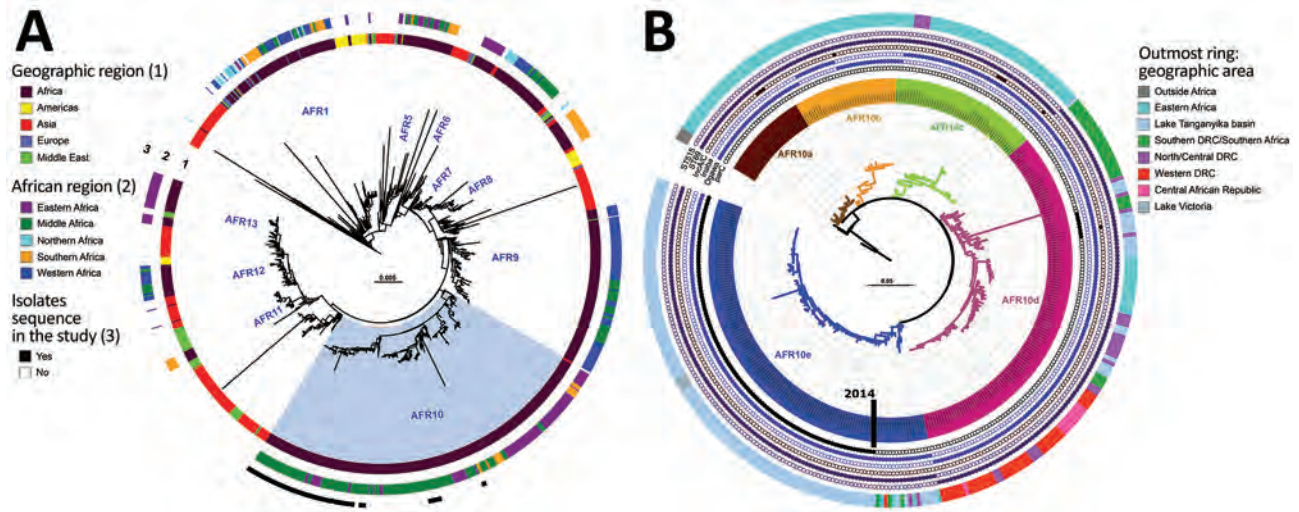 A
Geographic region (1)
Africa
Americas
Asia
Europe
Middle East
African region (2)
Eastern Africa
Middle Africa
Northern Africa
Southern Africa
Western Africa
Isolates
sequence
in the study (3)
Yes
No
3 2 1
AFR1
AFR5
AFR6
AFR7
AFR8
AFR9
AFR10
AFR11
AFR12
AFR13
0.005
B
Outmost ring:
geographic area
Outside Africa
Eastern Africa
Lake Tanganyika basin
Southern DRC/Southern Africa
North/Central DRC
Western DRC
Central African Republic
Lake Victoria
ST515
ST69
IncA/C
parC
AFR10a
AFR10b
AFR10c
AFR10d
AFR10e
2014